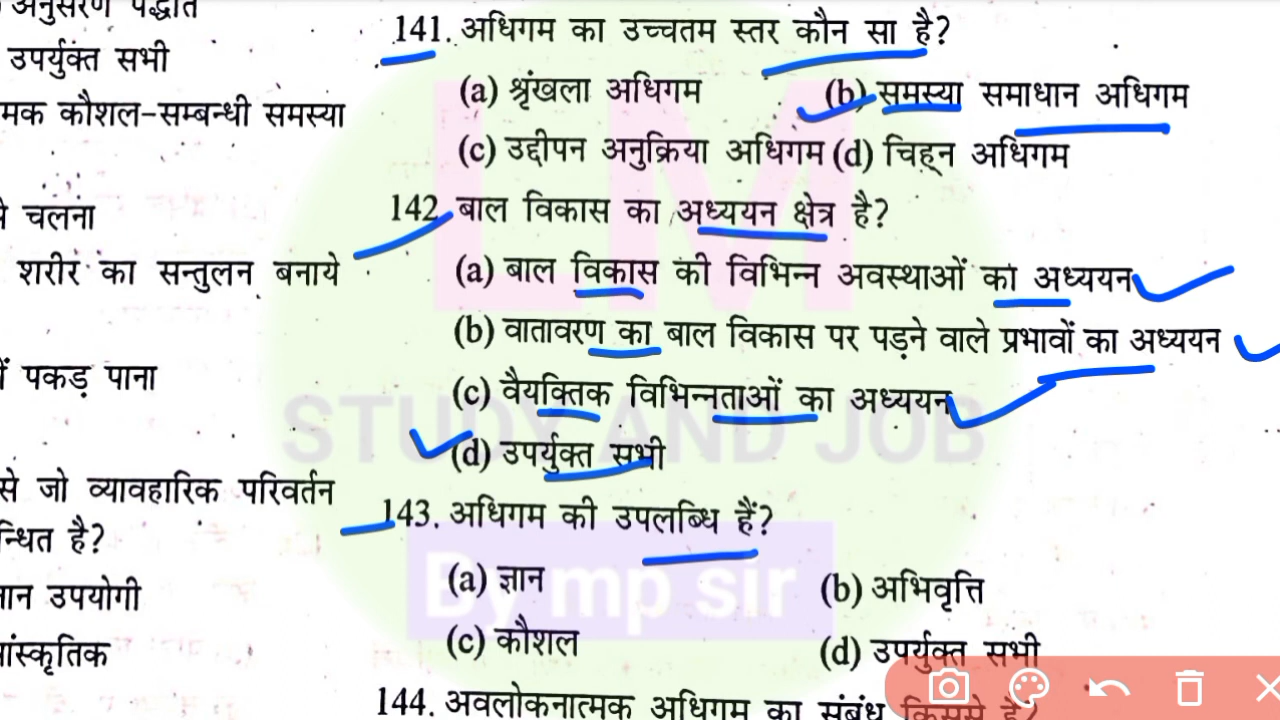 अनुसरण पद्धति
उपर्युक्त सभी
मक कौशल-सम्बन्धी समस्या
चलना
शरीर का सन्तुलन बनाये
पकड़ पाना
से जो व्यावहारिक परिवर्तन
न्धित है?
उपयोगी
ांस्कृतिक
141. अधिगम का उच्चतम स्तर कौन सा है?
(a) श्रृंखला अधिगम (b) समस्या समाधान अधिगम
(c) उद्दीपन अनुक्रिया अधिगम (d) चिह्न अधिगम
142. बाल विकास का अध्ययन क्षेत्र है?
(a) बाल विकास की विभिन्न अवस्थाओं का अध्ययन
(b) वातावरण का बाल विकास पर पड़ने वाले प्रभावों का अध्ययन
(c) वैयक्तिक विभिन्नताओं का अध्ययन
(d) उपर्युक्त सभी
143. अधिगम की उपलब्धि हैं?
(a) ज्ञान (b) अभिवृत्ति
(c) कौशल (d) उपर्युक्त सभी
144. अवलोकनात्मक अधिगम का संबंध किससे है?
LM
STUDY AND JOB
By mp sir